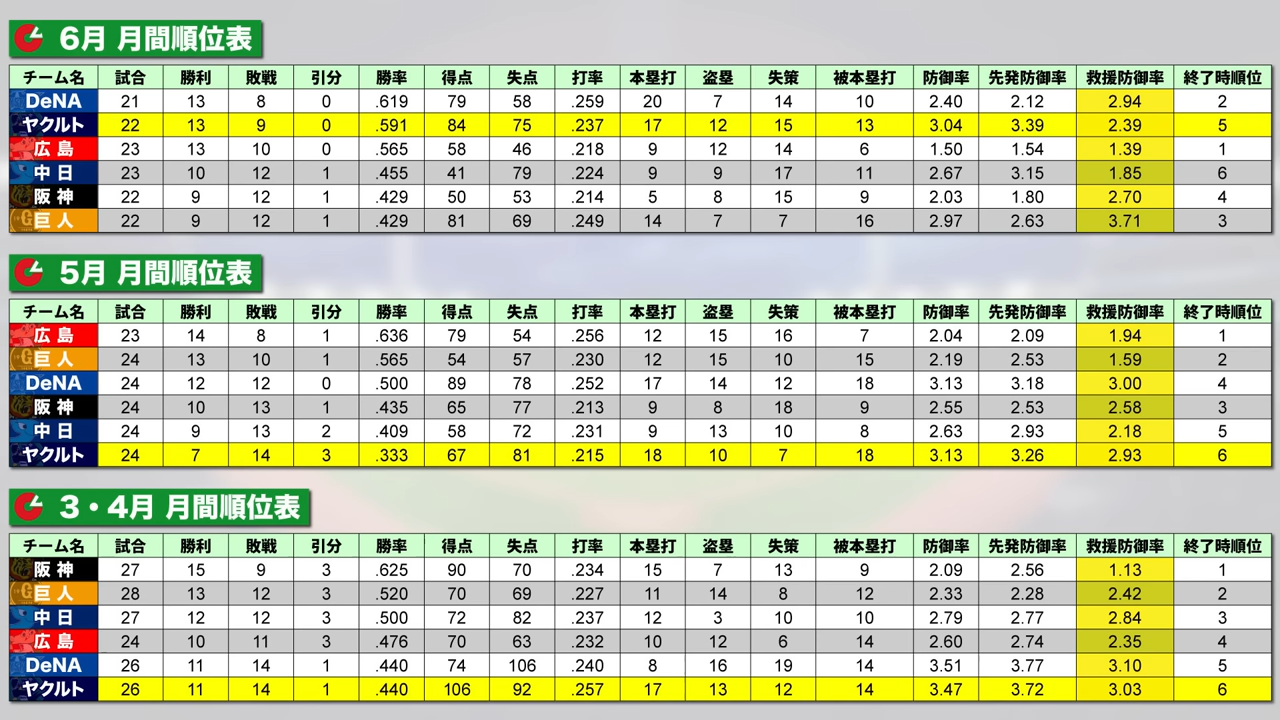 6月 月間順位表
チーム名 試合 勝利 敗戦 引分 勝率 得点 失点 打率 本塁打 盗塁 失策 被本塁打 防御率 先発防御率 救援防御率 終了時順位
DeNA 21 13 8 0 .619 79 58 .259 20 7 14 10 2.40 2.12 2.94 2
ヤクルト 22 13 9 0 .591 84 75 .237 17 12 15 13 3.04 3.39 2.39 5
広島 23 13 10 0 .565 58 46 .218 9 12 14 6 1.50 1.54 1.39 1
中日 23 10 12 1 .455 41 79 .224 9 9 17 11 2.67 3.15 1.85 6
阪神 22 9 12 1 .429 50 53 .214 5 8 15 9 2.03 1.80 2.70 4
巨人 22 9 12 1 .429 81 69 .249 14 7 7 16 2.97 2.63 3.71 3
5月 月間順位表
チーム名 試合 勝利 敗戦 引分 勝率 得点 失点 打率 本塁打 盗塁 失策 被本塁打 防御率 先発防御率 救援防御率 終了時順位
広島 23 14 8 1 .636 79 54 .256 12 15 16 7 2.04 2.09 1.94 1
巨人 24 13 10 1 .565 54 57 .230 12 15 10 15 2.19 2.53 1.59 2
DeNA 24 12 12 0 .500 89 78 .252 17 14 12 18 3.13 3.18 3.00 4
阪神 24 10 13 1 .435 65 77 .213 9 8 18 9 2.55 2.53 2.58 3
中日 24 9 13 2 .409 58 72 .231 9 13 10 8 2.63 2.93 2.18 5
ヤクルト 24 7 14 3 .333 67 81 .215 18 10 7 18 3.13 3.26 2.93 6
3・4月 月間順位表
チーム名 試合 勝利 敗戦 引分 勝率 得点 失点 打率 本塁打 盗塁 失策 被本塁打 防御率 先発防御率 救援防御率 終了時順位
阪神 27 15 9 3 .625 90 70 .234 15 7 13 9 2.09 2.56 1.13 1
巨人 28 13 12 3 .520 70 69 .227 11 14 8 12 2.33 2.28 2.42 2
中日 27 12 12 3 .500 72 82 .237 12 3 10 10 2.79 2.77 2.84 3
広島 24 10 11 3 .476 70 63 .232 10 12 6 14 2.60 2.74 2.35 4
DeNA 26 11 14 1 .440 74 106 .240 8 16 19 14 3.51 3.77 3.10 5
ヤクルト 26 11 14 1 .440 106 92 .257 17 13 12 14 3.47 3.72 3.03 6